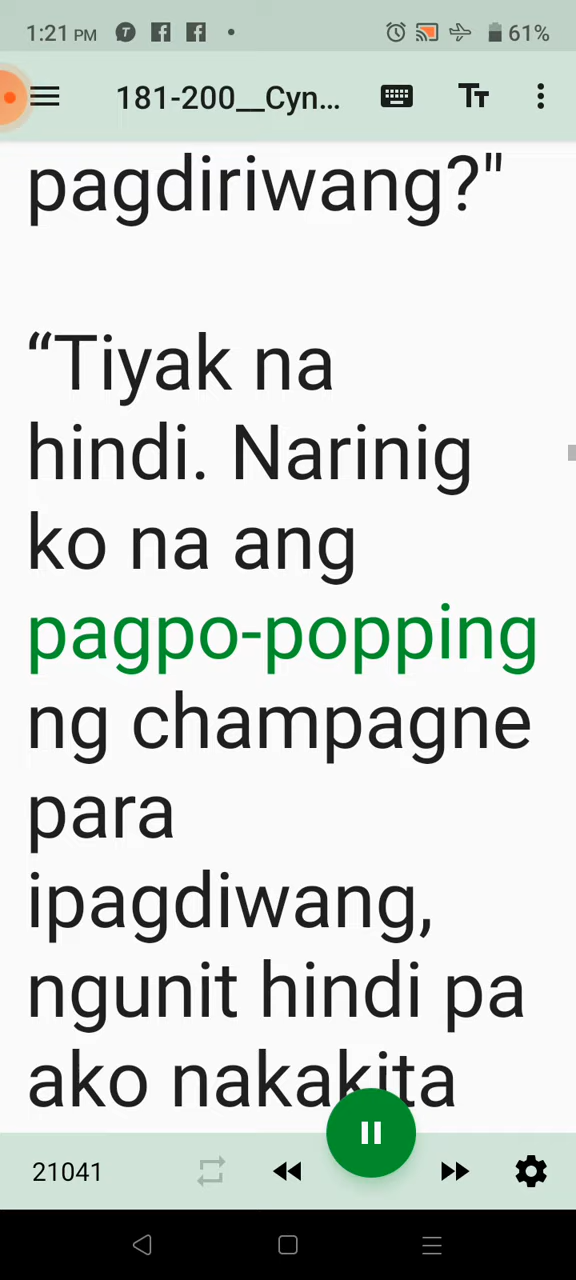 1:21 PM
61%
181-200__Cyn...
Tт
pagdiriwang?"
“Tiyak na
hindi. Narinig
ko na ang
pagpo-popping
ng champagne
para
ipagdiwang,
ngunit hindi pa
ako nakakita
21041